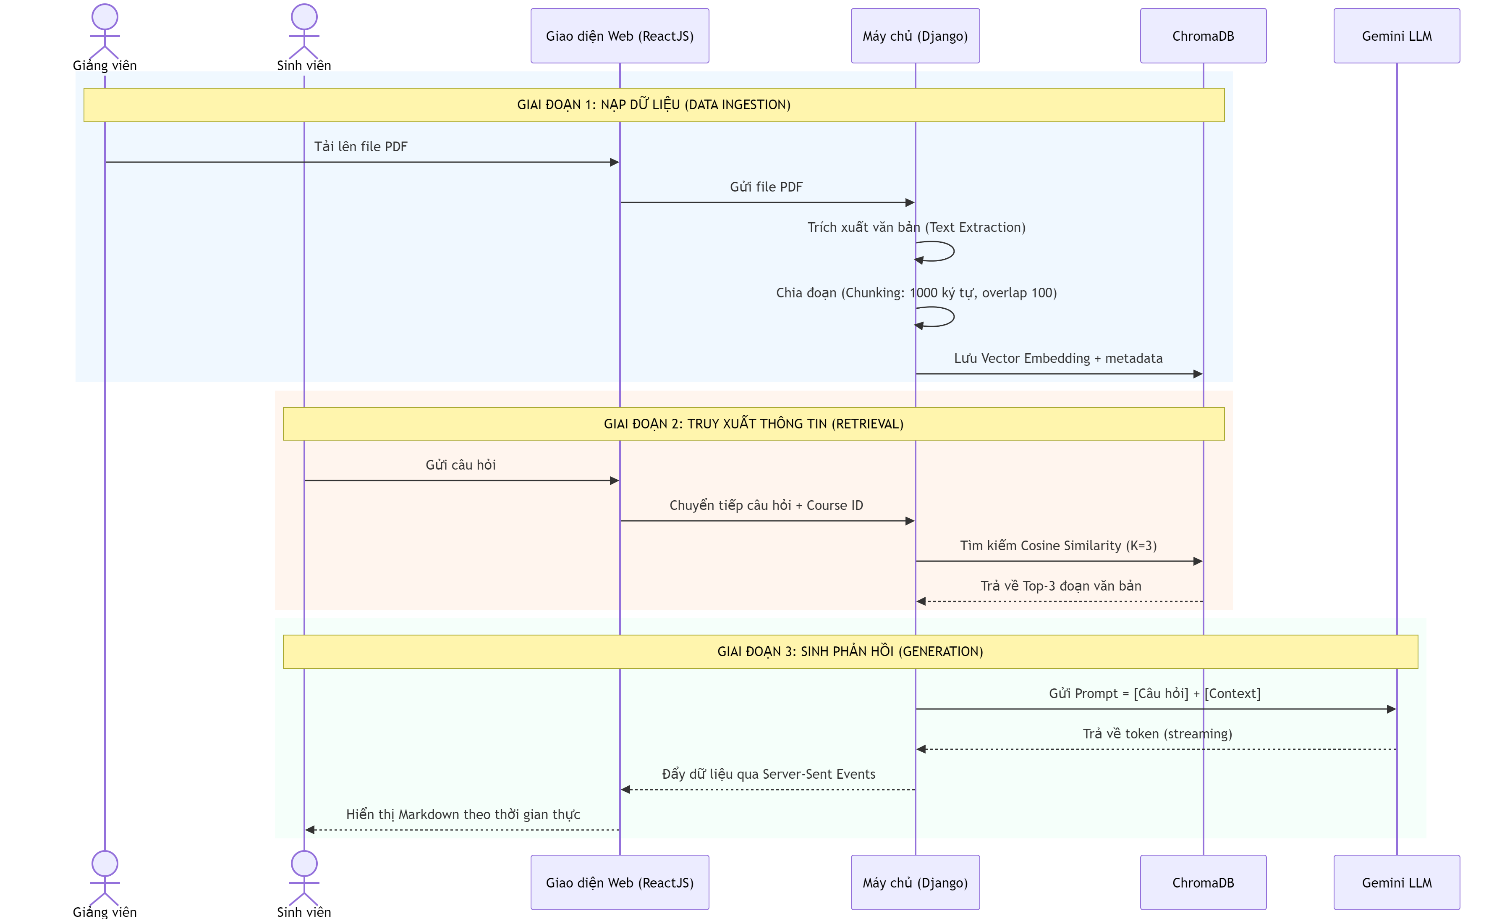 Giảng viên
Sinh viên
Giao diện Web (ReactJS)
Máy chủ (Django)
ChromaDB
Gemini LLM
GIAI ĐOẠN 1: NẠP DỮ LIỆU (DATA INGESTION)
Tải lên file PDF
Gửi file PDF
Trích xuất văn bản (Text Extraction)
Chia đoạn (Chunking: 1000 ký tự, overlap 100)
Lưu Vector Embedding + metadata
GIAI ĐOẠN 2: TRUY XUẤT THÔNG TIN (RETRIEVAL)
Gửi câu hỏi
Chuyển tiếp câu hỏi + Course ID
Tìm kiếm Cosine Similarity (K=3)
Trả về Top-3 đoạn văn bản
GIAI ĐOẠN 3: SINH PHẢN HỒI (GENERATION)
Gửi Prompt = [Câu hỏi] + [Context]
Trả về token (streaming)
Đẩy dữ liệu qua Server-Sent Events
Hiển thị Markdown theo thời gian thực
Giảng viên
Sinh viên
Giao diện Web (ReactJS)
Máy chủ (Django)
ChromaDB
Gemini LLM